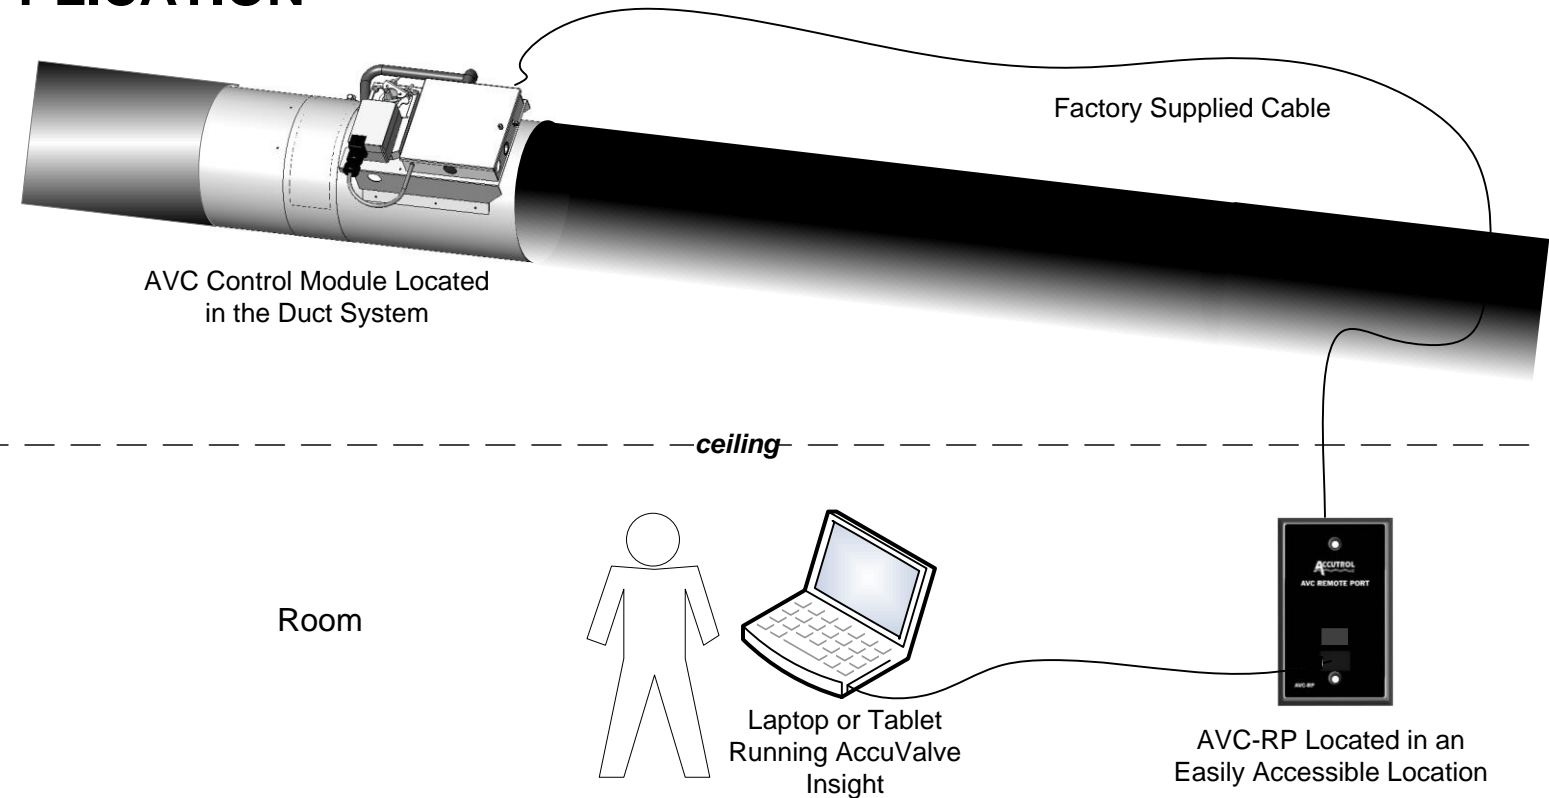 PLICATION
Factory Supplied Cable
AVC Control Module Located
in the Duct System
ceiling
Room
ACCUTROL
AVC REMOTE PORT
AVC-RP
Laptop or Tablet
Running AccuValve
Insight
AVC-RP Located in an
Easily Accessible Location